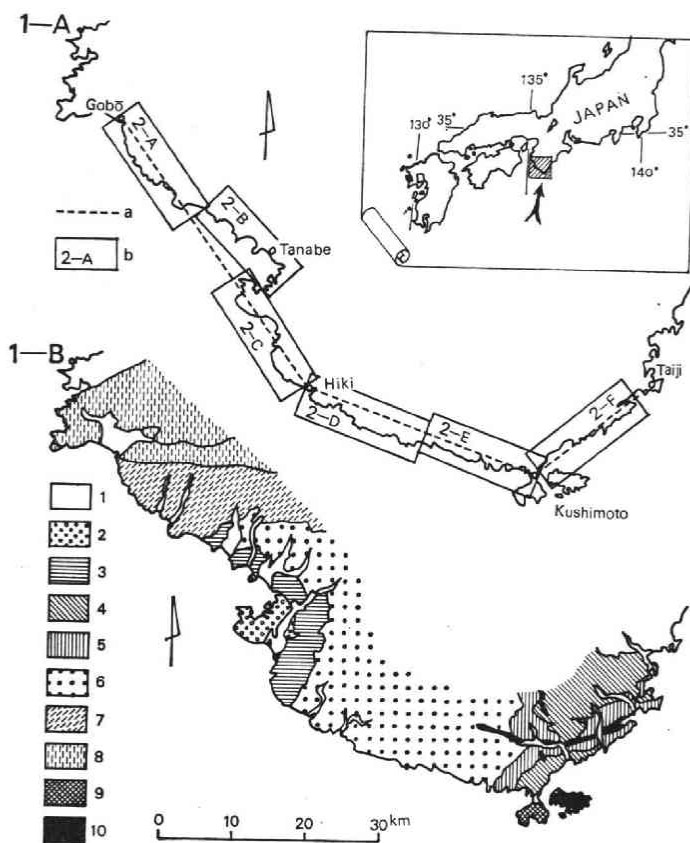 1—A
Gobō
2-A
a
2-A b
2-B
Tanabe
2-C
Hiki
2-D
2-E
2-F
Taiji
Kushimoto
135°
JAPAN
130° 35°
35°
140°
1—B
1
2
3
4
5
6
7
8
9
10
0 10 20 30 km